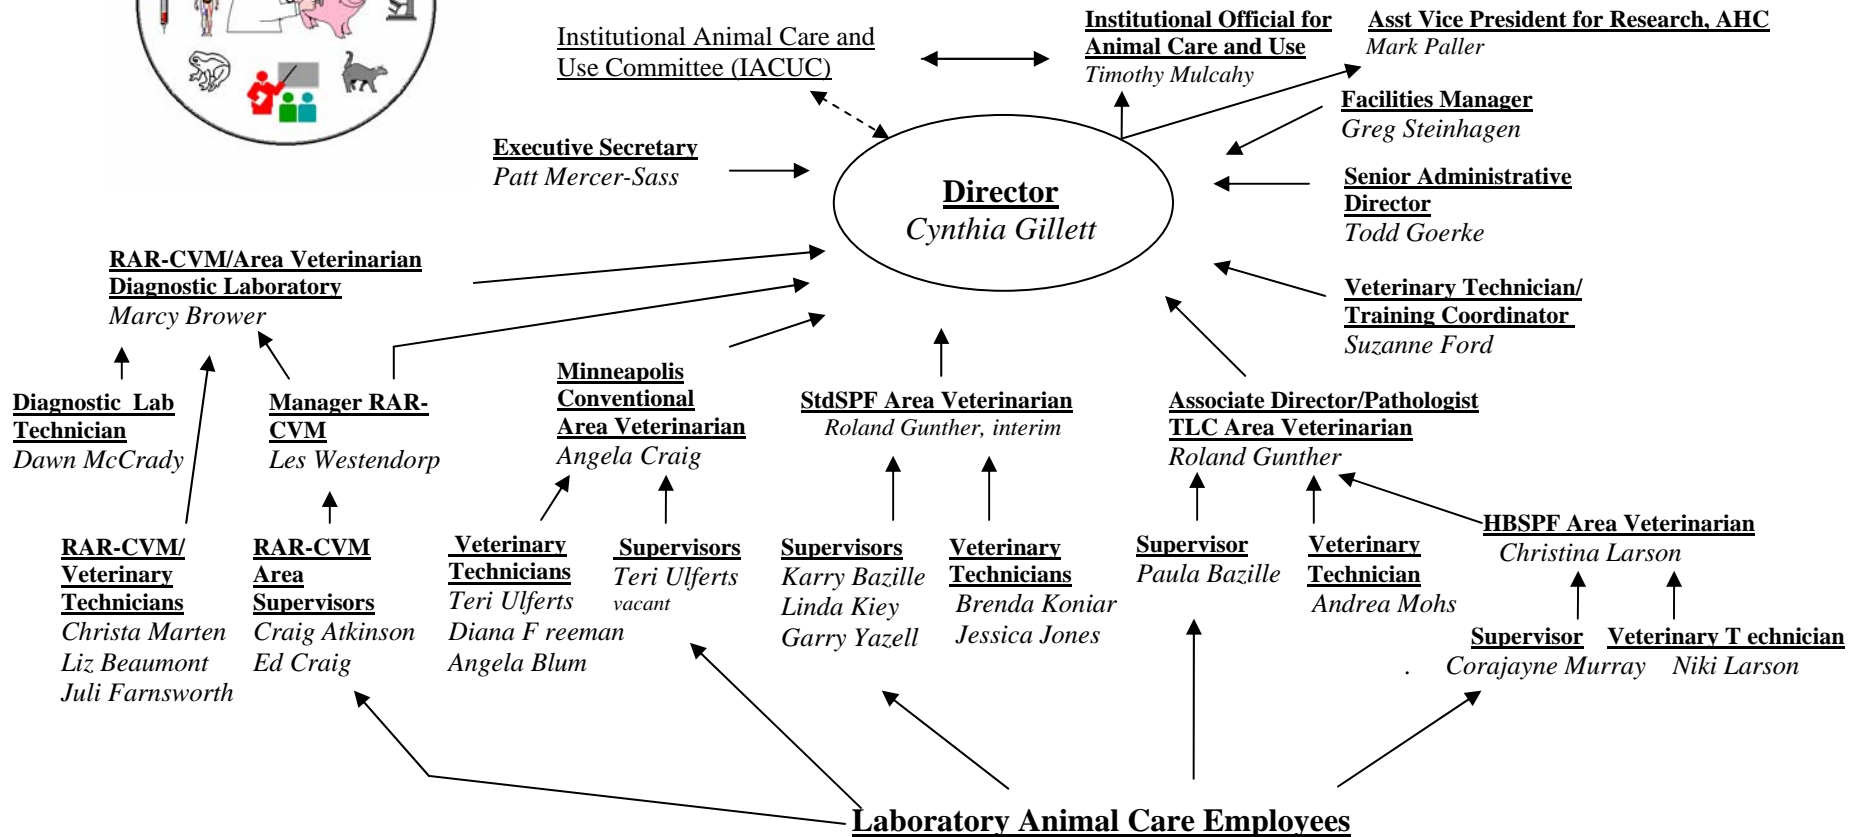 Institutional Animal Care and
Use Committee (IACUC)
Institutional Official for
Animal Care and Use
Timothy Mulcahy
Asst Vice President for Research, AHC
Mark Paller
Facilities Manager
Greg Steinhagen
Executive Secretary
Patt Mercer-Sass
Director
Cynthia Gillett
Senior Administrative
Director
Todd Goerke
RAR-CVM/Area Veterinarian
Diagnostic Laboratory
Marcy Brower
Veterinary Technician/
Training Coordinator
Suzanne Ford
Diagnostic Lab
Technician
Dawn McCrady
Manager RAR-
CVM
Les Westendorp
Minneapolis
Conventional
Area Veterinarian
Angela Craig
StdSPF Area Veterinarian
Roland Gunther, interim
Associate Director/Pathologist
TLC Area Veterinarian
Roland Gunther
HBSPF Area Veterinarian
Christina Larson
RAR-CVM/
Veterinary
Technicians
Christa Marten
Liz Beaumont
Juli Farnsworth
RAR-CVM
Area
Supervisors
Craig Atkinson
Ed Craig
Veterinary
Technicians
Teri Ulferts
Diana F reeman
Angela Blum
Supervisors
Teri Ulferts
vacant
Supervisors
Karry Bazille
Linda Kiey
Garry Yazell
Veterinary
Technicians
Brenda Koniar
Jessica Jones
Supervisor
Paula Bazille
Veterinary
Technician
Andrea Mohs
Supervisor
. Corajayne Murray
Veterinary T echnician
Niki Larson
Laboratory Animal Care Employees